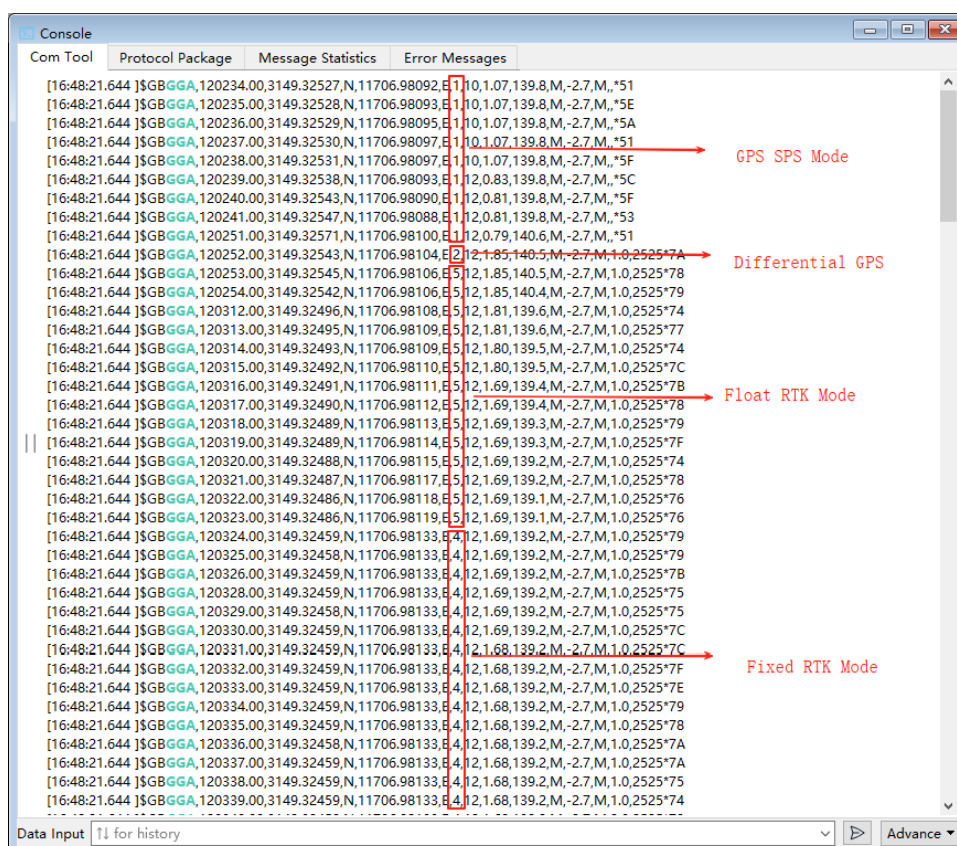 Console
Com Tool Protocol Package Message Statistics Error Messages
[16:48:21.644 ]$GBGGA,120234.00,3149.32527,N,11706.98092,E,1,10,1.07,139.8,M,-2.7,M,,*51
[16:48:21.644 ]$GBGGA,120235.00,3149.32528,N,11706.98093,E,1,10,1.07,139.8,M,-2.7,M,,*5E
[16:48:21.644 ]$GBGGA,120236.00,3149.32529,N,11706.98095,E,1,10,1.07,139.8,M,-2.7,M,,*5A
[16:48:21.644 ]$GBGGA,120237.00,3149.32530,N,11706.98097,E,1,10,1.07,139.8,M,-2.7,M,,*51
GPS SPS Mode
[16:48:21.644 ]$GBGGA,120238.00,3149.32531,N,11706.98097,E,1,10,1.07,139.8,M,-2.7,M,,*5F
[16:48:21.644 ]$GBGGA,120239.00,3149.32538,N,11706.98093,E,1,12,0.83,139.8,M,-2.7,M,,*5C
[16:48:21.644 ]$GBGGA,120240.00,3149.32543,N,11706.98090,E,1,12,0.81,139.8,M,-2.7,M,,*5F
[16:48:21.644 ]$GBGGA,120241.00,3149.32547,N,11706.98088,E,1,12,0.81,139.8,M,-2.7,M,,*53
[16:48:21.644 ]$GBGGA,120251.00,3149.32571,N,11706.98100,E,1,12,0.79,140.6,M,-2.7,M,,*51
[16:48:21.644 ]$GBGGA,120252.00,3149.32543,N,11706.98104,E,2,12,1.85,140.5,M,-2.7,M,1.0,2525*7A
Differential GPS
[16:48:21.644 ]$GBGGA,120253.00,3149.32545,N,11706.98106,E,5,12,1.85,140.5,M,-2.7,M,1.0,2525*78
[16:48:21.644 ]$GBGGA,120254.00,3149.32542,N,11706.98106,E,5,12,1.85,140.4,M,-2.7,M,1.0,2525*79
[16:48:21.644 ]$GBGGA,120312.00,3149.32496,N,11706.98108,E,5,12,1.81,139.6,M,-2.7,M,1.0,2525*74
[16:48:21.644 ]$GBGGA,120313.00,3149.32495,N,11706.98109,E,5,12,1.81,139.6,M,-2.7,M,1.0,2525*77
[16:48:21.644 ]$GBGGA,120314.00,3149.32493,N,11706.98109,E,5,12,1.80,139.5,M,-2.7,M,1.0,2525*74
[16:48:21.644 ]$GBGGA,120315.00,3149.32492,N,11706.98110,E,5,12,1.80,139.5,M,-2.7,M,1.0,2525*7C
[16:48:21.644 ]$GBGGA,120316.00,3149.32491,N,11706.98111,E,5,12,1.69,139.4,M,-2.7,M,1.0,2525*7B
[16:48:21.644 ]$GBGGA,120317.00,3149.32490,N,11706.98112,E,5,12,1.69,139.4,M,-2.7,M,1.0,2525*78
Float RTK Mode
[16:48:21.644 ]$GBGGA,120318.00,3149.32489,N,11706.98113,E,5,12,1.69,139.3,M,-2.7,M,1.0,2525*79
[16:48:21.644 ]$GBGGA,120319.00,3149.32489,N,11706.98114,E,5,12,1.69,139.3,M,-2.7,M,1.0,2525*7F
[16:48:21.644 ]$GBGGA,120320.00,3149.32488,N,11706.98115,E,5,12,1.69,139.2,M,-2.7,M,1.0,2525*74
[16:48:21.644 ]$GBGGA,120321.00,3149.32487,N,11706.98117,E,5,12,1.69,139.2,M,-2.7,M,1.0,2525*78
[16:48:21.644 ]$GBGGA,120322.00,3149.32486,N,11706.98118,E,5,12,1.69,139.1,M,-2.7,M,1.0,2525*76
[16:48:21.644 ]$GBGGA,120323.00,3149.32486,N,11706.98119,E,5,12,1.69,139.1,M,-2.7,M,1.0,2525*76
[16:48:21.644 ]$GBGGA,120324.00,3149.32459,N,11706.98133,E,4,12,1.69,139.2,M,-2.7,M,1.0,2525*79
[16:48:21.644 ]$GBGGA,120325.00,3149.32458,N,11706.98133,E,4,12,1.69,139.2,M,-2.7,M,1.0,2525*79
[16:48:21.644 ]$GBGGA,120326.00,3149.32459,N,11706.98133,E,4,12,1.69,139.2,M,-2.7,M,1.0,2525*7B
[16:48:21.644 ]$GBGGA,120328.00,3149.32459,N,11706.98133,E,4,12,1.69,139.2,M,-2.7,M,1.0,2525*75
[16:48:21.644 ]$GBGGA,120329.00,3149.32458,N,11706.98133,E,4,12,1.69,139.2,M,-2.7,M,1.0,2525*75
[16:48:21.644 ]$GBGGA,120330.00,3149.32459,N,11706.98133,E,4,12,1.69,139.2,M,-2.7,M,1.0,2525*7C
[16:48:21.644 ]$GBGGA,120331.00,3149.32459,N,11706.98133,E,4,12,1.68,139.2,M,-2.7,M,1.0,2525*7C
[16:48:21.644 ]$GBGGA,120332.00,3149.32459,N,11706.98133,E,4,12,1.68,139.2,M,-2.7,M,1.0,2525*7F
Fixed RTK Mode
[16:48:21.644 ]$GBGGA,120333.00,3149.32459,N,11706.98133,E,4,12,1.68,139.2,M,-2.7,M,1.0,2525*7E
[16:48:21.644 ]$GBGGA,120334.00,3149.32459,N,11706.98133,E,4,12,1.68,139.2,M,-2.7,M,1.0,2525*79
[16:48:21.644 ]$GBGGA,120335.00,3149.32459,N,11706.98133,E,4,12,1.68,139.2,M,-2.7,M,1.0,2525*78
[16:48:21.644 ]$GBGGA,120336.00,3149.32458,N,11706.98133,E,4,12,1.68,139.2,M,-2.7,M,1.0,2525*7A
[16:48:21.644 ]$GBGGA,120337.00,3149.32459,N,11706.98133,E,4,12,1.68,139.2,M,-2.7,M,1.0,2525*7A
[16:48:21.644 ]$GBGGA,120338.00,3149.32459,N,11706.98133,E,4,12,1.68,139.2,M,-2.7,M,1.0,2525*75
[16:48:21.644 ]$GBGGA,120339.00,3149.32459,N,11706.98133,E,4,12,1.68,139.2,M,-2.7,M,1.0,2525*74
Data Input ↑↓ for history Advance